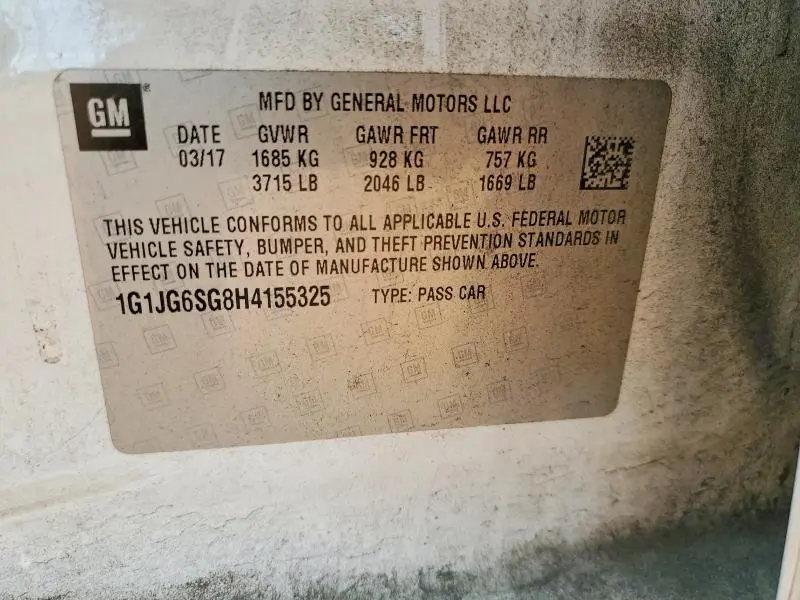 GM
MFD BY GENERAL MOTORS LLC
DATE GVWR GAWR FRT GAWR RR
03/17 1685 KG 928 KG 757 KG
3715 LB 2046 LB 1669 LB
THIS VEHICLE CONFORMS TO ALL APPLICABLE U.S. FEDERAL MOTOR
VEHICLE SAFETY, BUMPER, AND THEFT PREVENTION STANDARDS IN
EFFECT ON THE DATE OF MANUFACTURE SHOWN ABOVE.
1G1JG6SG8H4155325 TYPE: PASS CAR